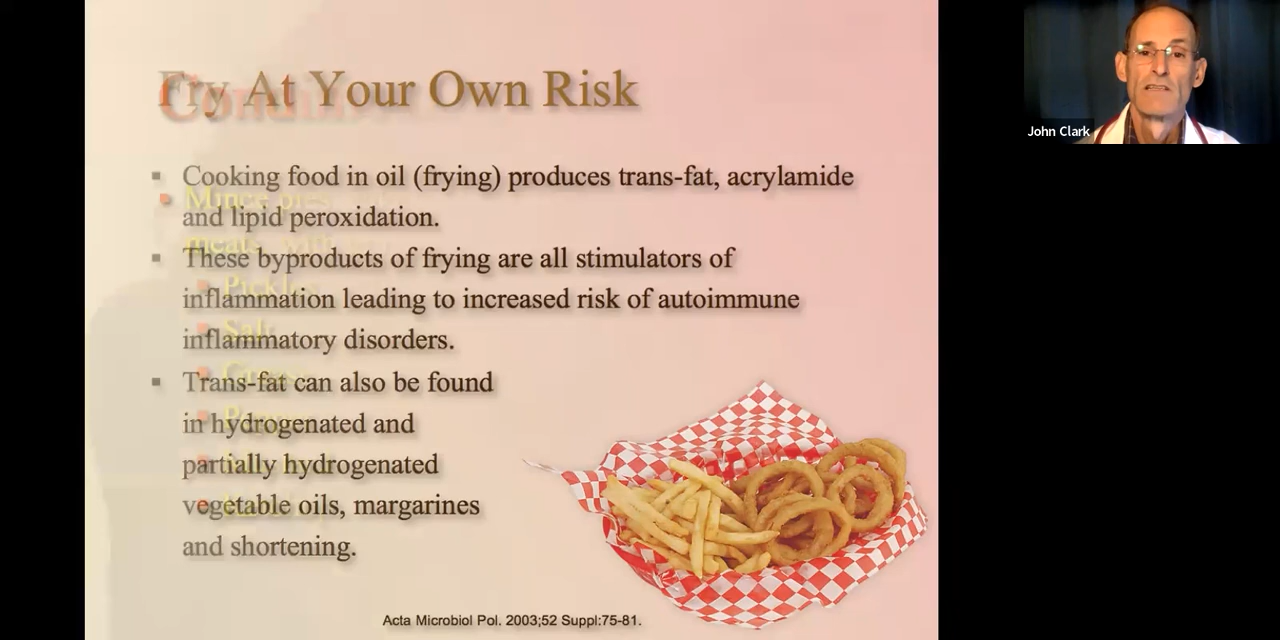 Fry At Your Own Risk
▪ Cooking food in oil (frying) produces trans-fat, acrylamide
and lipid peroxidation.
▪ These byproducts of frying are all stimulators of
inflammation leading to increased risk of autoimmune
inflammatory disorders.
▪ Trans-fat can also be found
in hydrogenated and
partially hydrogenated
vegetable oils, margarines
and shortening.
Acta Microbiol Pol. 2003;52 Suppl:75-81.
John Clark